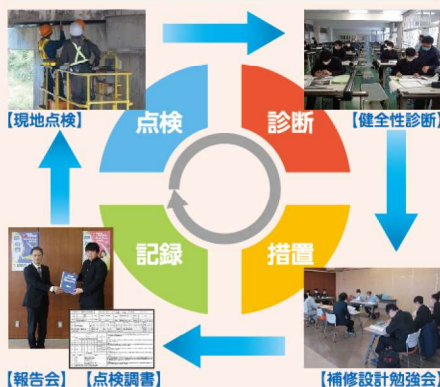 【現地点検】
【健全性診断】
点検
診断
記録
措置
【報告会】
【点検調書】
【補修設計勉強会】